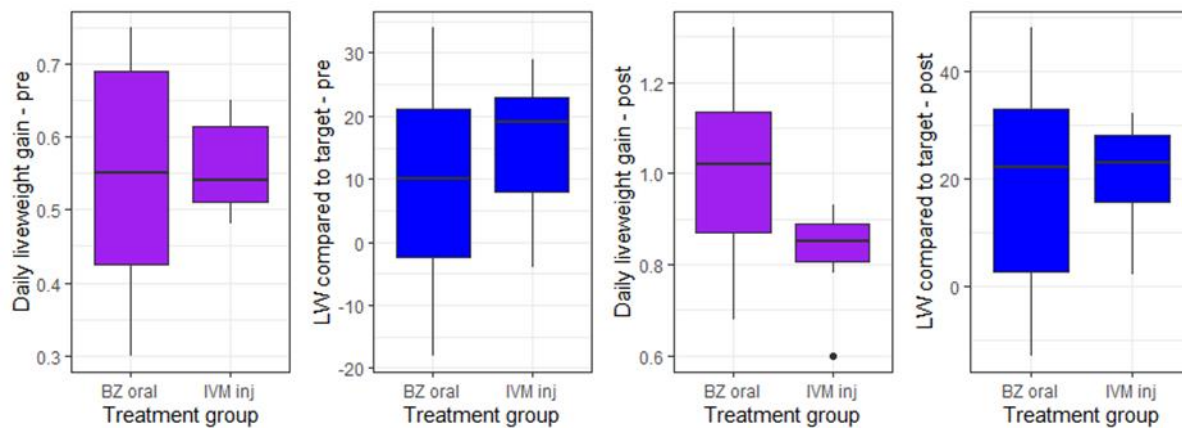 Daily liveweight gain - pre
0.7
0.6
0.5
0.4
0.3
BZ oral
IVM inj
Treatment group
LW compared to target - pre
30
20
10
0
-10
-20
BZ oral
IVM inj
Treatment group
Daily liveweight gain - post
1.2
1.0
0.8
0.6
BZ oral
IVM inj
Treatment group
LW compared to target - post
40
20
0
BZ oral
IVM inj
Treatment group